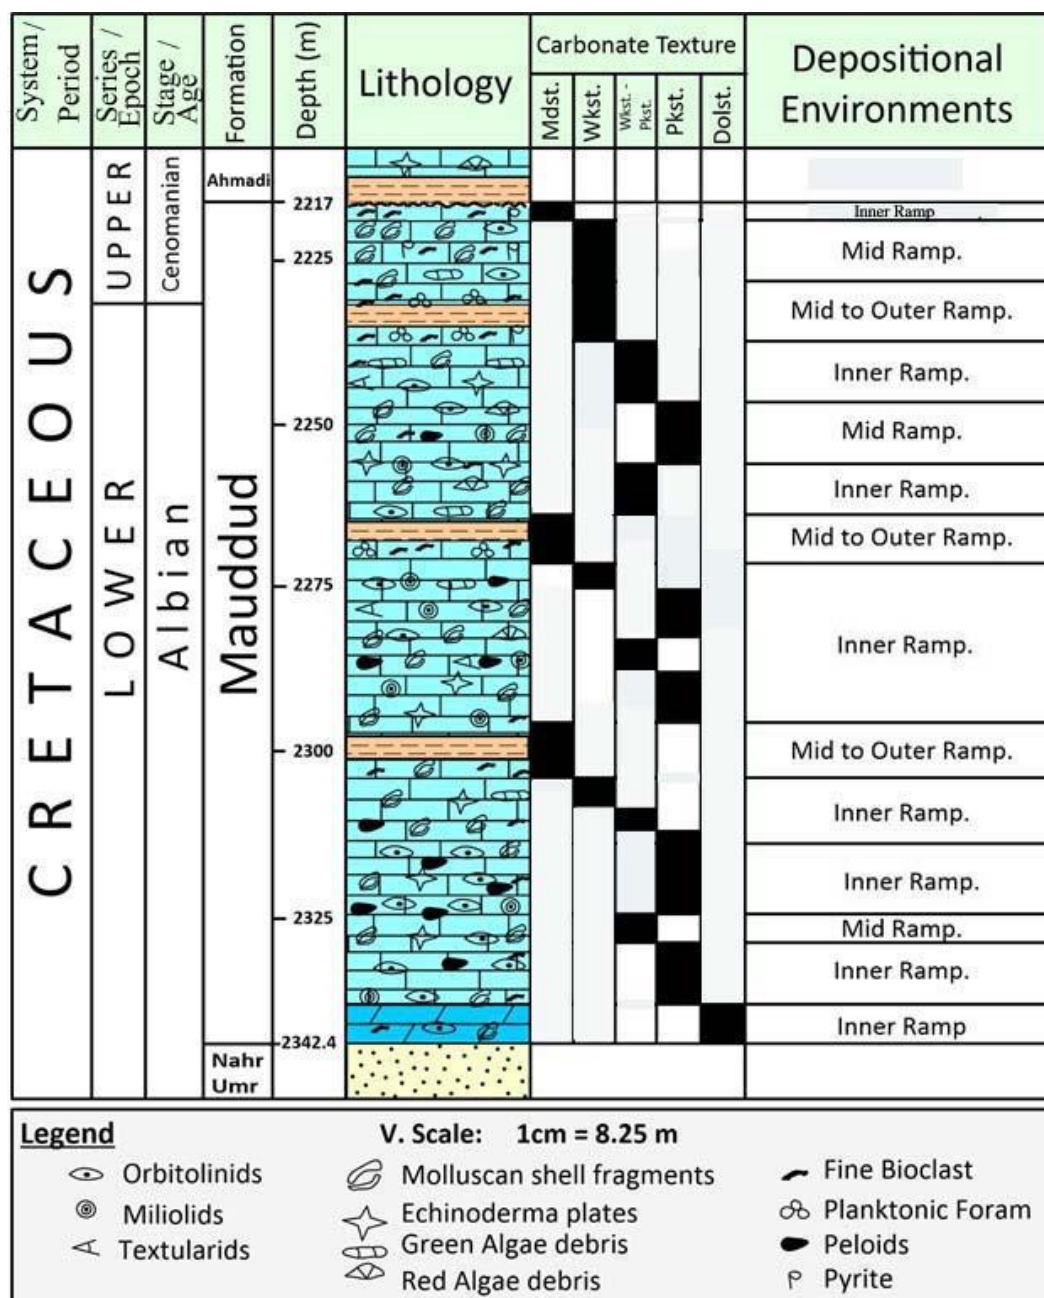 System/
Period
Series /
Epoch
Stage /
Age
Formation
Depth (m)
Lithology
Carbonate Texture
Mdst.
Wkst.
Wkst. -
Pkst.
Pkst.
Dolst.
Depositional
Environments
CRETACEOUS
UPPER
LOWER
Cenomanian
Albian
Ahmadi
Mauddud
Nahr
Umr
2217
2225
2250
2275
2300
2325
2342.4
Inner Ramp
Mid Ramp.
Mid to Outer Ramp.
Inner Ramp.
Mid Ramp.
Inner Ramp.
Mid to Outer Ramp.
Inner Ramp.
Mid to Outer Ramp.
Inner Ramp.
Inner Ramp.
Mid Ramp.
Inner Ramp.
Inner Ramp
Legend
V. Scale: 1cm = 8.25 m
Orbitolinids
Miliolids
Textularids
Molluscan shell fragments
Echinoderma plates
Green Algae debris
Red Algae debris
Fine Bioclast
Planktonic Foram
Peloids
Pyrite